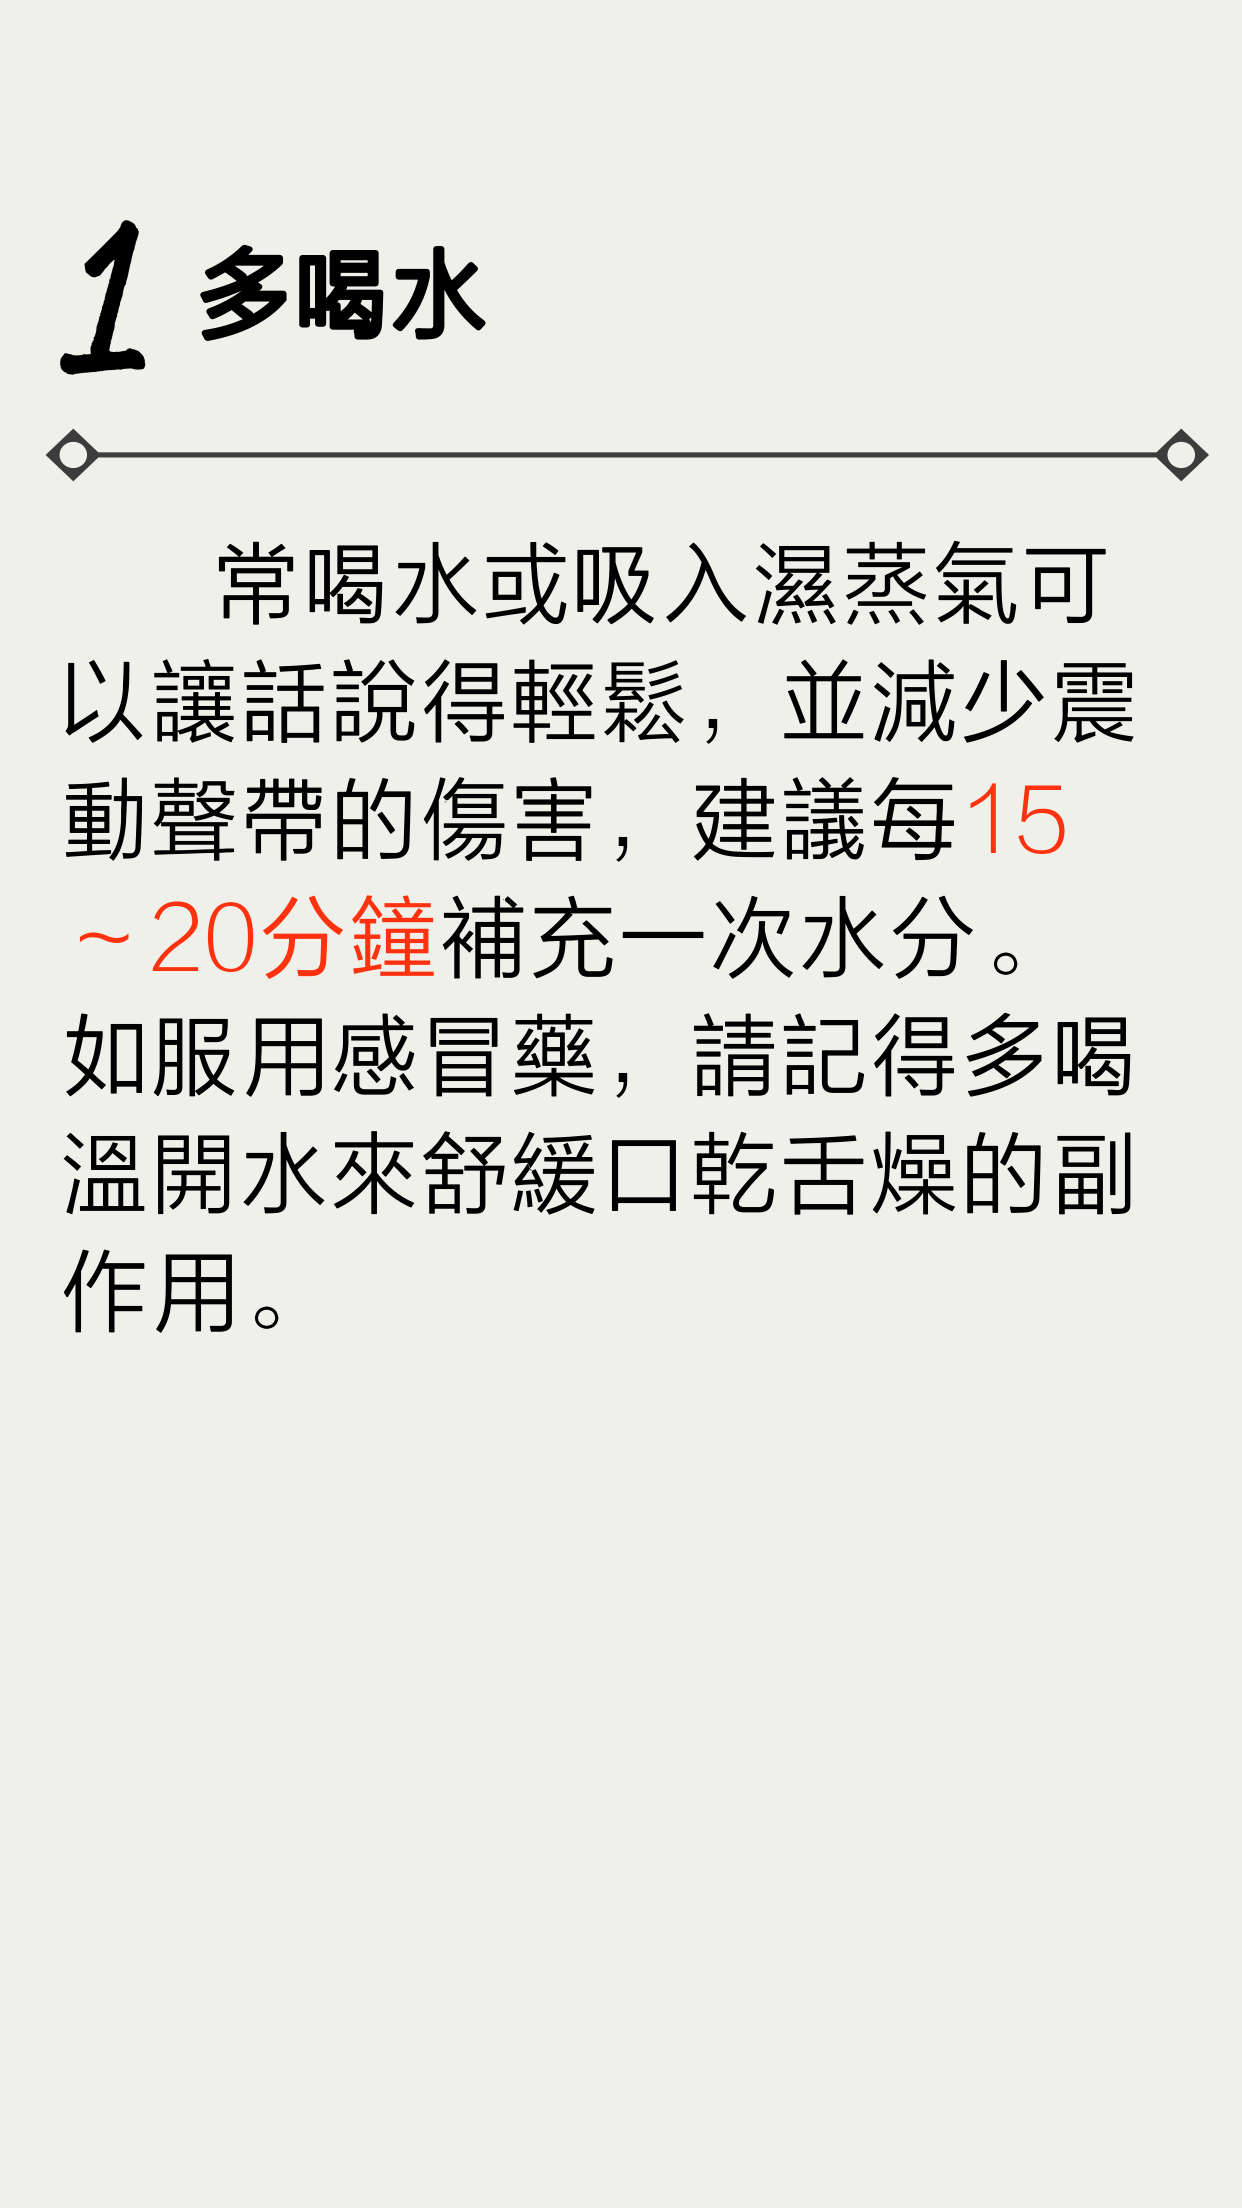 1 多喝水
常喝水或吸入濕蒸氣可
以讓話說得輕鬆，並減少震
動聲帶的傷害，建議每15
~20分鐘補充一次水分。
如服用感冒藥，請記得多喝
溫開水來舒緩口乾舌燥的副
作用。